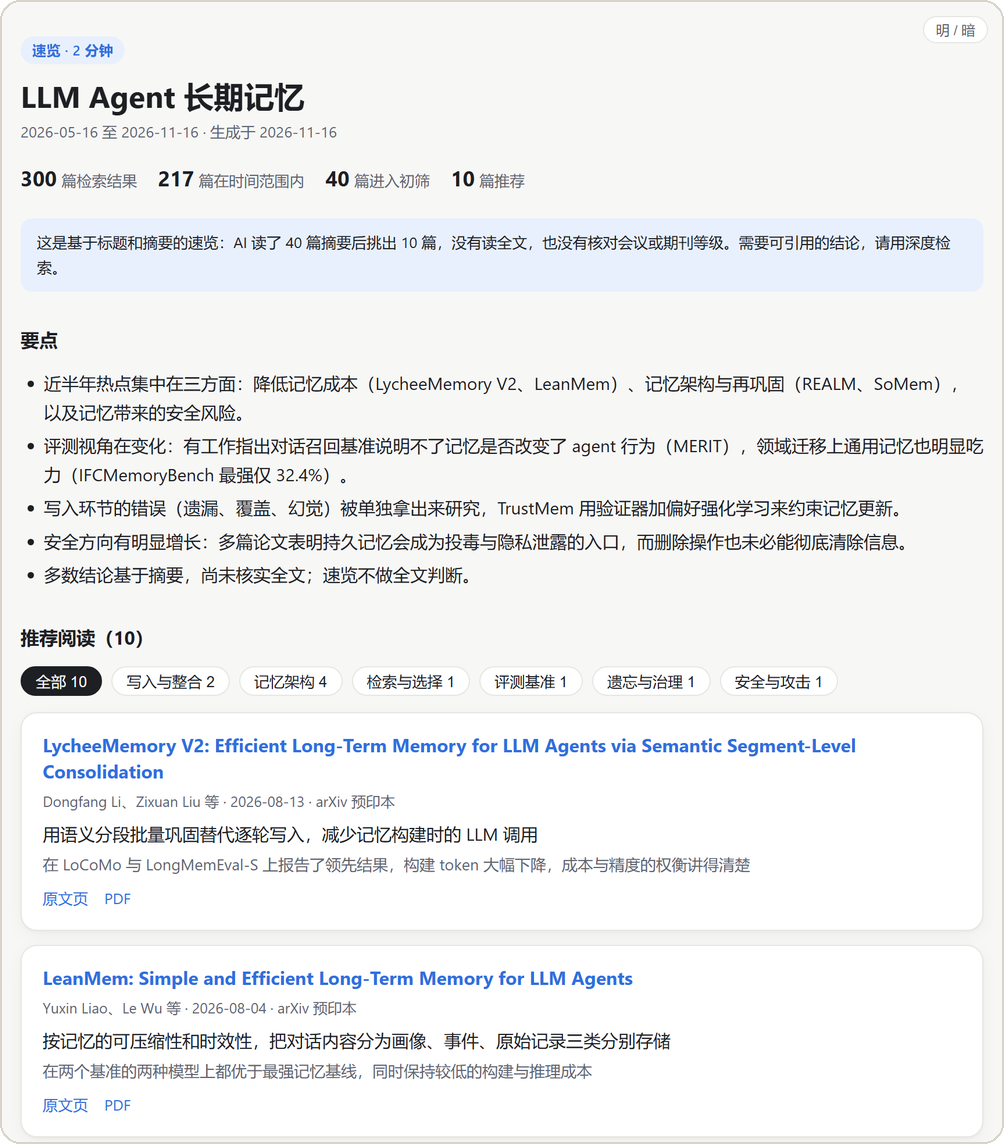 明 / 暗
速览 · 2 分钟
LLM Agent 长期记忆
2026-05-16 至 2026-11-16 · 生成于 2026-11-16
300 篇检索结果 217 篇在时间范围内 40 篇进入初筛 10 篇推荐
这是基于标题和摘要的速览：AI 读了 40 篇摘要后挑出 10 篇，没有读全文，也没有核对会议或期刊等级。需要可引用的结论，请用深度检
索。
要点
• 近半年热点集中在三方面：降低记忆成本（LycheeMemory V2、LeanMem）、记忆架构与再巩固（REALM、SoMem），
以及记忆带来的安全风险。
• 评测视角在变化：有工作指出对话召回基准说明不了记忆是否改变了 agent 行为（MERIT），领域迁移上通用记忆也明显吃
力（IFCMemoryBench 最强仅 32.4%）。
• 写入环节的错误（遗漏、覆盖、幻觉）被单独拿出来研究，TrustMem 用验证器加偏好强化学习来约束记忆更新。
• 安全方向有明显增长：多篇论文表明持久记忆会成为投毒与隐私泄露的入口，而删除操作也未必能彻底清除信息。
• 多数结论基于摘要，尚未核实全文；速览不做全文判断。
推荐阅读（10）
全部 10 写入与整合 2 记忆架构 4 检索与选择 1 评测基准 1 遗忘与治理 1 安全与攻击 1
LycheeMemory V2: Efficient Long-Term Memory for LLM Agents via Semantic Segment-Level
Consolidation
Dongfang Li、Zixuan Liu 等 · 2026-08-13 · arXiv 预印本
用语义分段批量巩固替代逐轮写入，减少记忆构建时的 LLM 调用
在 LoCoMo 与 LongMemEval-S 上报告了领先结果，构建 token 大幅下降，成本与精度的权衡讲得清楚
原文页 PDF
LeanMem: Simple and Efficient Long-Term Memory for LLM Agents
Yuxin Liao、Le Wu 等 · 2026-08-04 · arXiv 预印本
按记忆的可压缩性和时效性，把对话内容分为画像、事件、原始记录三类分别存储
在两个基准的两种模型上都优于最强记忆基线，同时保持较低的构建与推理成本
原文页 PDF